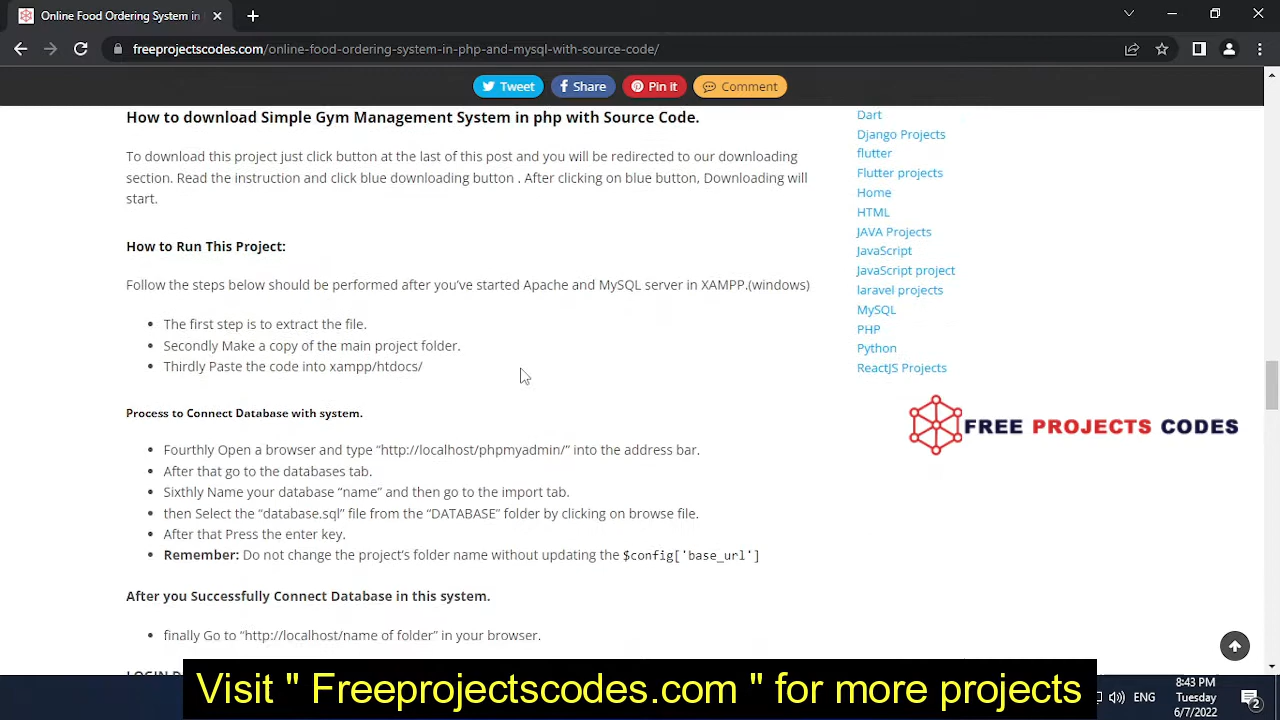 Online Food Ordering System in
freeprojectscodes.com/online-food-ordering-system-in-php-and-mysql-with-source-code/
Tweet
Share
Pin it
Comment
How to download Simple Gym Management System in php with Source Code.
To download this project just click button at the last of this post and you will be redirected to our downloading
section. Read the instruction and click blue downloading button . After clicking on blue button, Downloading will
start.
How to Run This Project:
Follow the steps below should be performed after you've started Apache and MySQL server in XAMPP.(windows)
• The first step is to extract the file.
• Secondly Make a copy of the main project folder.
• Thirdly Paste the code into xampp/htdocs/
Process to Connect Database with system.
• Fourthly Open a browser and type “http://localhost/phpmyadmin/” into the address bar.
• After that go to the databases tab.
• Sixthly Name your database “name” and then go to the import tab.
• then Select the “database.sql” file from the “DATABASE” folder by clicking on browse file.
• After that Press the enter key.
• Remember: Do not change the project's folder name without updating the $config['base_url']
After you Successfully Connect Database in this system.
• finally Go to “http://localhost/name of folder” in your browser.
Dart
Django Projects
flutter
Flutter projects
Home
HTML
JAVA Projects
JavaScript
JavaScript project
laravel projects
MySQL
PHP
Python
ReactJS Projects
FREE PROJECTS CODES
Visit " Freeprojectscodes.com " for more projects
ENG
8:43 PM
6/7/2022
2